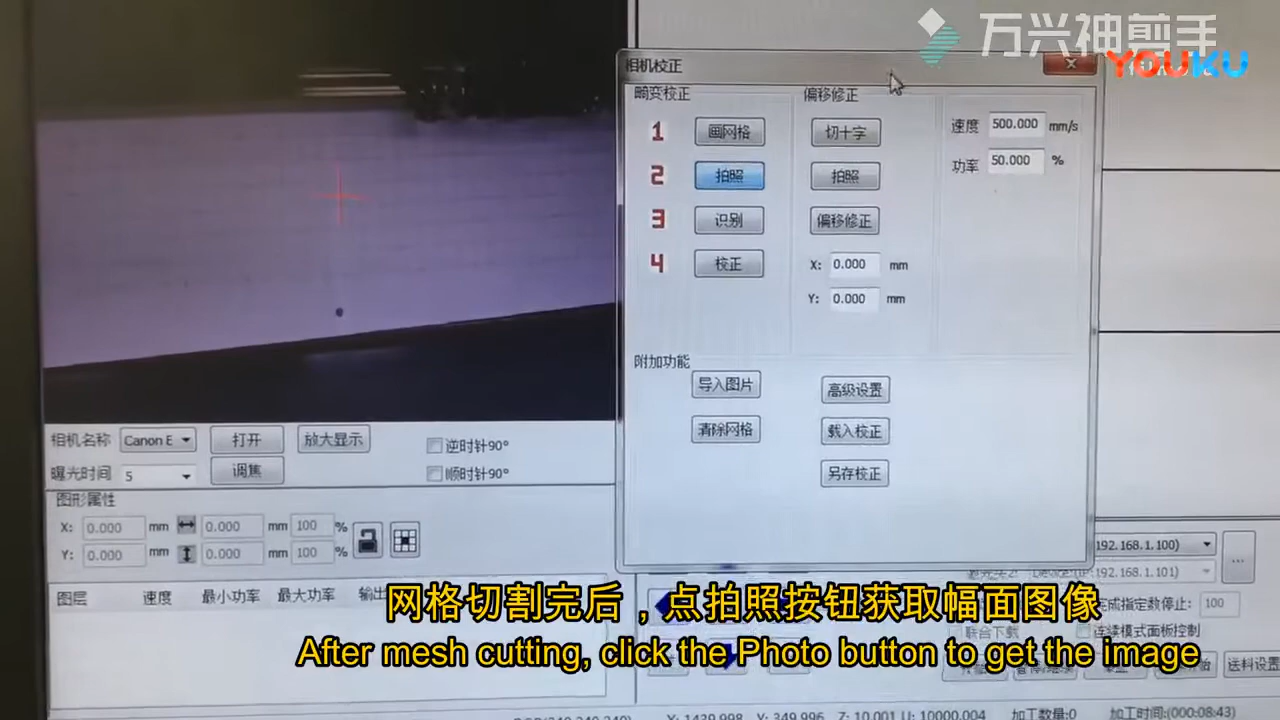 万兴神剪手
YOUKU
相机校正
畸变校正
偏移修正
1 画网格 切十字
速度 500.000 mm/s
2 拍照 拍照
功率 50.000 %
3 识别 偏移修正
4 校正
X: 0.000 mm
Y: 0.000 mm
附加功能
导入图片 高级设置
清除网格 载入校正
另存校正
相机名称 Canon E 打开 放大显示 逆时针90°
曝光时间 5 调焦 顺时针90°
图形属性
X: 0.000 mm 0.000 mm 100 %
Y: 0.000 mm 0.000 mm 100 %
192.168.1.100) ...
192.168.1.101)
图层 速度 最小功率 最大功率 输出
完成指定数停止: 100
联合下载 连续模式面板控制
送料设置
网格切割完后，点拍照按钮获取幅面图像
After mesh cutting, click the Photo button to get the image
X: 1439.998 Y: 349.996 Z: 10.001 U: 10000.004 加工数量:0 加工时间:(000:08:43)